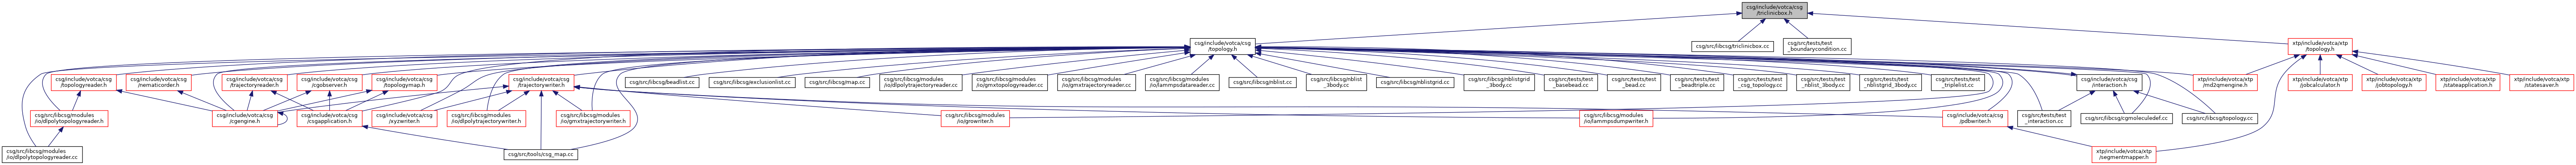 csg/include/votca/csg
/triclinicbox.h
csg/include/votca/csg
/topology.h
csg/src/libcsg/triclinicbox.cc
csg/src/tests/test
_boundarycondition.cc
xtp/include/votca/xtp
/topology.h
csg/include/votca/csg
/topologyreader.h
csg/include/votca/csg
/nematicorder.h
csg/include/votca/csg
/trajectoryreader.h
csg/include/votca/csg
/cgobserver.h
csg/include/votca/csg
/topologymap.h
csg/include/votca/csg
/trajectorywriter.h
csg/src/libcsg/beadlist.cc
csg/src/libcsg/exclusionlist.cc
csg/src/libcsg/map.cc
csg/src/libcsg/modules
/io/dlpolytrajectoryreader.cc
csg/src/libcsg/modules
/io/gmxtopologyreader.cc
csg/src/libcsg/modules
/io/gmxtrajectoryreader.cc
csg/src/libcsg/modules
/io/lammpsdatareader.cc
csg/src/libcsg/nblist.cc
csg/src/libcsg/nblist
_3body.cc
csg/src/libcsg/nblistgrid.cc
csg/src/libcsg/nblistgrid
_3body.cc
csg/src/tests/test
_basebead.cc
csg/src/tests/test
_bead.cc
csg/src/tests/test
_beadtriple.cc
csg/src/tests/test
_csg_topology.cc
csg/src/tests/test
_nblist_3body.cc
csg/src/tests/test
_nblistgrid_3body.cc
csg/src/tests/test
_triplelist.cc
csg/include/votca/csg
/interaction.h
xtp/include/votca/xtp
/md2qmengine.h
xtp/include/votca/xtp
/jobcalculator.h
xtp/include/votca/xtp
/jobtopology.h
xtp/include/votca/xtp
/stateapplication.h
xtp/include/votca/xtp
/statesaver.h
csg/src/libcsg/modules
/io/dlpolytopologyreader.h
csg/include/votca/csg
/cgengine.h
csg/include/votca/csg
/csgapplication.h
csg/include/votca/csg
/xyzwriter.h
csg/src/libcsg/modules
/io/dlpolytrajectorywriter.h
csg/src/libcsg/modules
/io/gmxtrajectorywriter.h
csg/src/libcsg/modules
/io/growriter.h
csg/src/libcsg/modules
/io/lammpsdumpwriter.h
csg/include/votca/csg
/pdbwriter.h
csg/src/tests/test
_interaction.cc
csg/src/libcsg/cgmoleculedef.cc
csg/src/libcsg/topology.cc
csg/src/libcsg/modules
/io/dlpolytopologyreader.cc
csg/src/tools/csg_map.cc
xtp/include/votca/xtp
/segmentmapper.h